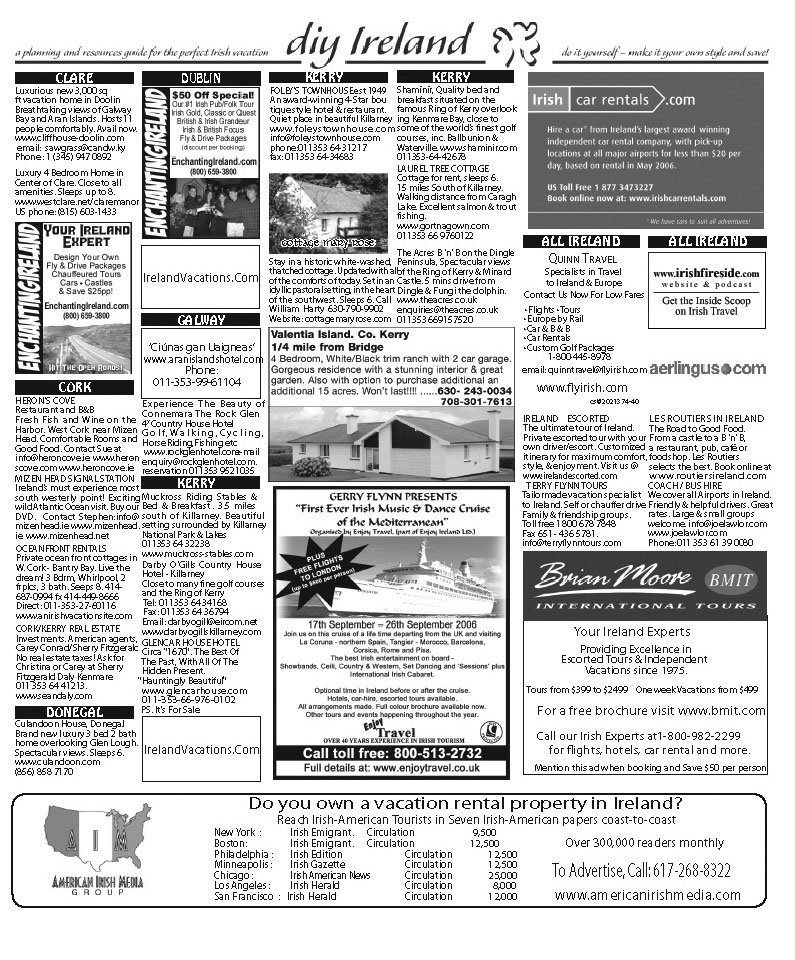 a planning and resources guide for the perfect Irish vacation
diy Ireland
do it yourself – make it your own style and save!
CLARE
Luxurious new 3,000 sq
ft vacation home in Doolin
Breathtaking views of Galway
Bay and Aran Islands. Hosts 11
people comfortably. Avail now.
www.cliffhouse-doolin.com
email: sawgrass@candw.ky
Phone: 1 (345) 947 0892
Luxury 4 Bedroom Home in
Center of Clare. Close to all
amenities. Sleeps up to 8.
www.westclare.net/claremanor
US phone: (815) 603-1433
ENCHANTING IRELAND
YOUR IRELAND
EXPERT
Design Your Own
Fly & Drive Packages
Chauffeured Tours
Cars • Castles
& Save $25pp!
EnchantingIreland.com
(800) 659-3800
HIT THE OPEN ROADS!
CORK
HERON'S COVE
Restaurant and B&B
Fresh Fish and Wine on the
Harbor. West Cork near Mizen
Head. Comfortable Rooms and
Good Food. Contact Sue at
info@heroncove.ie www.heron
scove.com www.heroncove.ie
MIZEN HEAD SIGNAL STATION
Ireland's must experience most
south westerly point! Exciting
wild Atlantic Ocean visit. Buy our
DVD. Contact Stephen: info@
mizenhead.ie www.mizenhead.
ie www.mizenhead.net
OCEANFRONT RENTALS
Private ocean front cottages in
W. Cork- Bantry Bay. Live the
dream! 3 Bdrm, Whirlpool, 2
frplcs, 3 bath. Sleeps 8. 414-
687-0994 fx 414-449-8666
Direct: 011-353-27-60116
www.anirishvacationsite.com
CORK/KERRY REAL ESTATE
Investments. American agents,
Carey Conrad/Sherry Fitzgeralc
No real estate taxes! Ask for
Christina or Carey at Sherry
Fitzgerald Daly Kenmare
011 353 64 41213.
www.seandaly.com
DONEGAL
Culandoon House, Donegal
Brand new luxury 3 bed 2 bath
home overlooking Glen Lough.
Spectacular views. Sleeps 6.
www.culandoon.com
(856) 858 7170
DUBLIN
ENCHANTING IRELAND
$50 Off Special!
Our #1 Irish Pub/Folk Tour
Irish Gold, Classic or Quest
British & Irish Grandeur
Irish & British Focus
Fly & Drive Packages
(discount per booking)
EnchantingIreland.com
(800) 659-3800
IrelandVacations.Com
GALWAY
'Ciúnas gan Uaigneas'
www.aranislandshotel.com
Phone:
011-353-99-61104
Experience The Beauty of
Connemara The Rock Glen
4*Country House Hotel
Golf, Walking, Cycling,
Horse Riding, Fishing etc
www.rockglenhotel.com e-mail
enquiry@rockglenhotel.com.
reservation 011353 9521035
KERRY
Muckross Riding Stables &
Bed & Breakfast . 3.5 miles
south of Killarney. Beautiful
setting surrounded by Killarney
National Park & Lakes
011353 64 32238
www.muckross-stables.com
Darby O'Gills Country House
Hotel - Killarney
Close to many fine golf courses
and the Ring of Kerry
Tel: 011353 6434168
Fax: 011353 64 36794
Email: darbyogill@eircom.net
www.darbyogillskillarney.com
GLENCAR HOUSE HOTEL
Circa "1670". The Best Of
The Past, With All Of The
Hidden Present.
"Hauntingly Beautiful"
www.glencarhouse.com
011-353-66-976-0102
PS. It's For Sale
IrelandVacations.Com
KERRY
FOLEY'S TOWNHOUS Eest 1949
An award-winning 4-Star bou
tique style hotel & restaurant.
Quiet place in beautiful Killarney
www.foleystownhouse.com
info@foleystownhouse.com
phone:011353 64-31217
fax: 011353 64-34683
cottage mary rose
Stay in a historic white-washed,
thatched cottage. Updated with all
of the comforts of today. Set in an
idyllic pastoral setting, in the heart
of the southwest. Sleeps 6. Call
William Harty 630-790-9902
Website: cottagemaryrose.com
KERRY
Shamínir, Quality bed and
breakfast situated on the
famous Ring of Kerry overlook
ing Kenmare Bay, close to
some of the world's finest golf
courses, inc. Ballbunion &
Waterville. www.shaminir.com
011353-64-42678
LAUREL TREE COTTAGE
Cottage for rent, sleeps 6.
15 miles South of Killarney.
Walking distance from Caragh
Lake. Excellent salmon & trout
fishing.
www.gortnagown.com
011353 66 9760122
The Acres B 'n' B on the Dingle
Peninsula, Spectacular views
of the Ring of Kerry & Minard
Castle. 5 mins drive from
Dingle & Fungi the dolphin.
www.theacres.co.uk
enquiries@theacres.co.uk
011353 669157520
Valentia Island. Co. Kerry
1/4 mile from Bridge
4 Bedroom, White/Black trim ranch with 2 car garage.
Gorgeous residence with a stunning interior & great
garden. Also with option to purchase additional an
additional 15 acres. Won't last!!!! ......630- 243-0034
708-301-7613
GERRY FLYNN PRESENTS
"First Ever Irish Music & Dance Cruise
of the Mediterranean"
Organised by Enjoy Travel, (part of Enjoy Ireland Ltd.)
PLUS
FREE FLIGHTS
TO LONDON
(up to $600 per person)
17th September – 26th September 2006
Join us on this cruise of a life time departing from the UK and visiting
La Coruna - northern Spain, Tangier - Morocco, Barcelona,
Corsica, Rome and Pisa.
The best Irish entertainment on board -
Showbands, Ceili, Country & Western, Set Dancing and 'Sessions' plus
International Irish Cabaret.
Optional time in Ireland before or after the cruise.
Hotels, car-hire, escorted tours available.
All arrangements made. Full colour brochure available now.
Other tours and events happening throughout the year.
Enjoy
Travel
OVER 40 YEARS EXPERIENCE IN IRISH TOURISM
Call toll free: 800-513-2732
Full details at: www.enjoytravel.co.uk
Irish car rentals .com
Hire a car* from Ireland's largest award winning
independent car rental company, with pick-up
locations at all major airports for less than $20 per
day, based on rental in May 2006.
US Toll Free 1 877 3473227
Book online now at: www.irishcarrentals.com
* We have cars to suit all adventures!
ALL IRELAND
QUINN TRAVEL
Specialists in Travel
to Ireland & Europe
Contact Us Now For Low Fares
•Flights •Tours
•Europe by Rail
•Car & B & B
•Car Rentals
•Custom Golf Packages
1-800-445-8978
email: quinntravel@flyirish.com
www.flyirish.com
cst#2021374-40
ALL IRELAND
www.irishfireside.com
website & podcast
Get the Inside Scoop
on Irish Travel
aerlingus.com
IRELAND ESCORTED
The ultimate tour of Ireland.
Private escorted tour with your
own driver/escort. Customized
itinerary for maximum comfort,
style, & enjoyment. Visit us @
www.irelandescorted.com
TERRY FLYNN TOURS
Tailormade vacations specialist
to Ireland. Self or chauffer drive
Family & friendship groups.
Toll free 1800 678 7848
Fax 651- 436 5781.
info@terryflynntours.com
LES ROUTIERS IN IRELAND
The Road to Good Food.
From a castle to a B 'n' B,
a restaurant, pub, café or
foodshop. Les Routiers
selects the best. Book online at
www.routiersireland.com
COACH / BUS HIRE
We cover all Airports in Ireland.
Friendly & helpful drivers. Great
rates. Large & small groups
welcome. info@joelawlor.com
www.joelawlor.com
Phone:011 353 61 39 0080
Brian Moore BMIT
INTERNATIONAL TOURS
Your Ireland Experts
Providing Excellence in
Escorted Tours & Independent
Vacations since 1975.
Tours from $399 to $2499 One week Vacations from $499
For a free brochure visit www.bmit.com
Call our Irish Experts at1-800-982-2299
for flights, hotels, car rental and more.
Mention this ad when booking and Save $50 per person
AIM
AMERICAN IRISH MEDIA
GROUP
Do you own a vacation rental property in Ireland?
Reach Irish-American Tourists in Seven Irish-American papers coast-to-coast
New York : Irish Emigrant. Circulation 9,500
Boston: Irish Emigrant. Circulation 12,500
Philadelphia : Irish Edition Circulation 12,500
Minneapolis : Irish Gazette Circulation 12,500
Chicago : Irish American News Circulation 25,000
Los Angeles : Irish Herald Circulation 8,000
San Francisco : Irish Herald Circulation 12,000
Over 300,000 readers monthly
To Advertise, Call: 617-268-8322
www.americanirishmedia.com